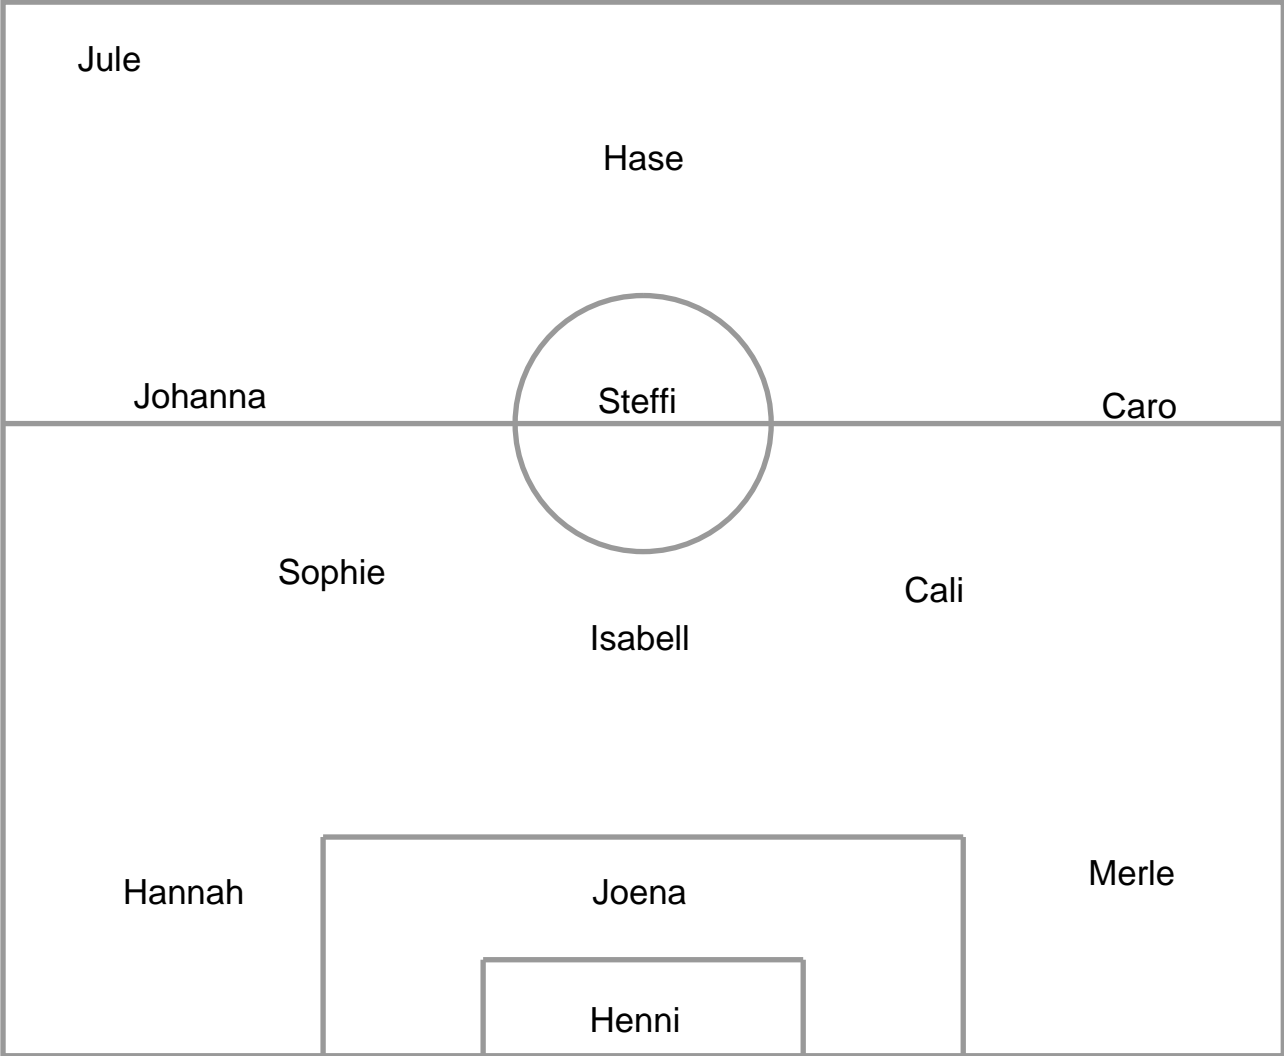 Jule
Hase
Johanna
Steffi
Caro
Sophie
Cali
Isabell
Hannah
Joena
Merle
Henni